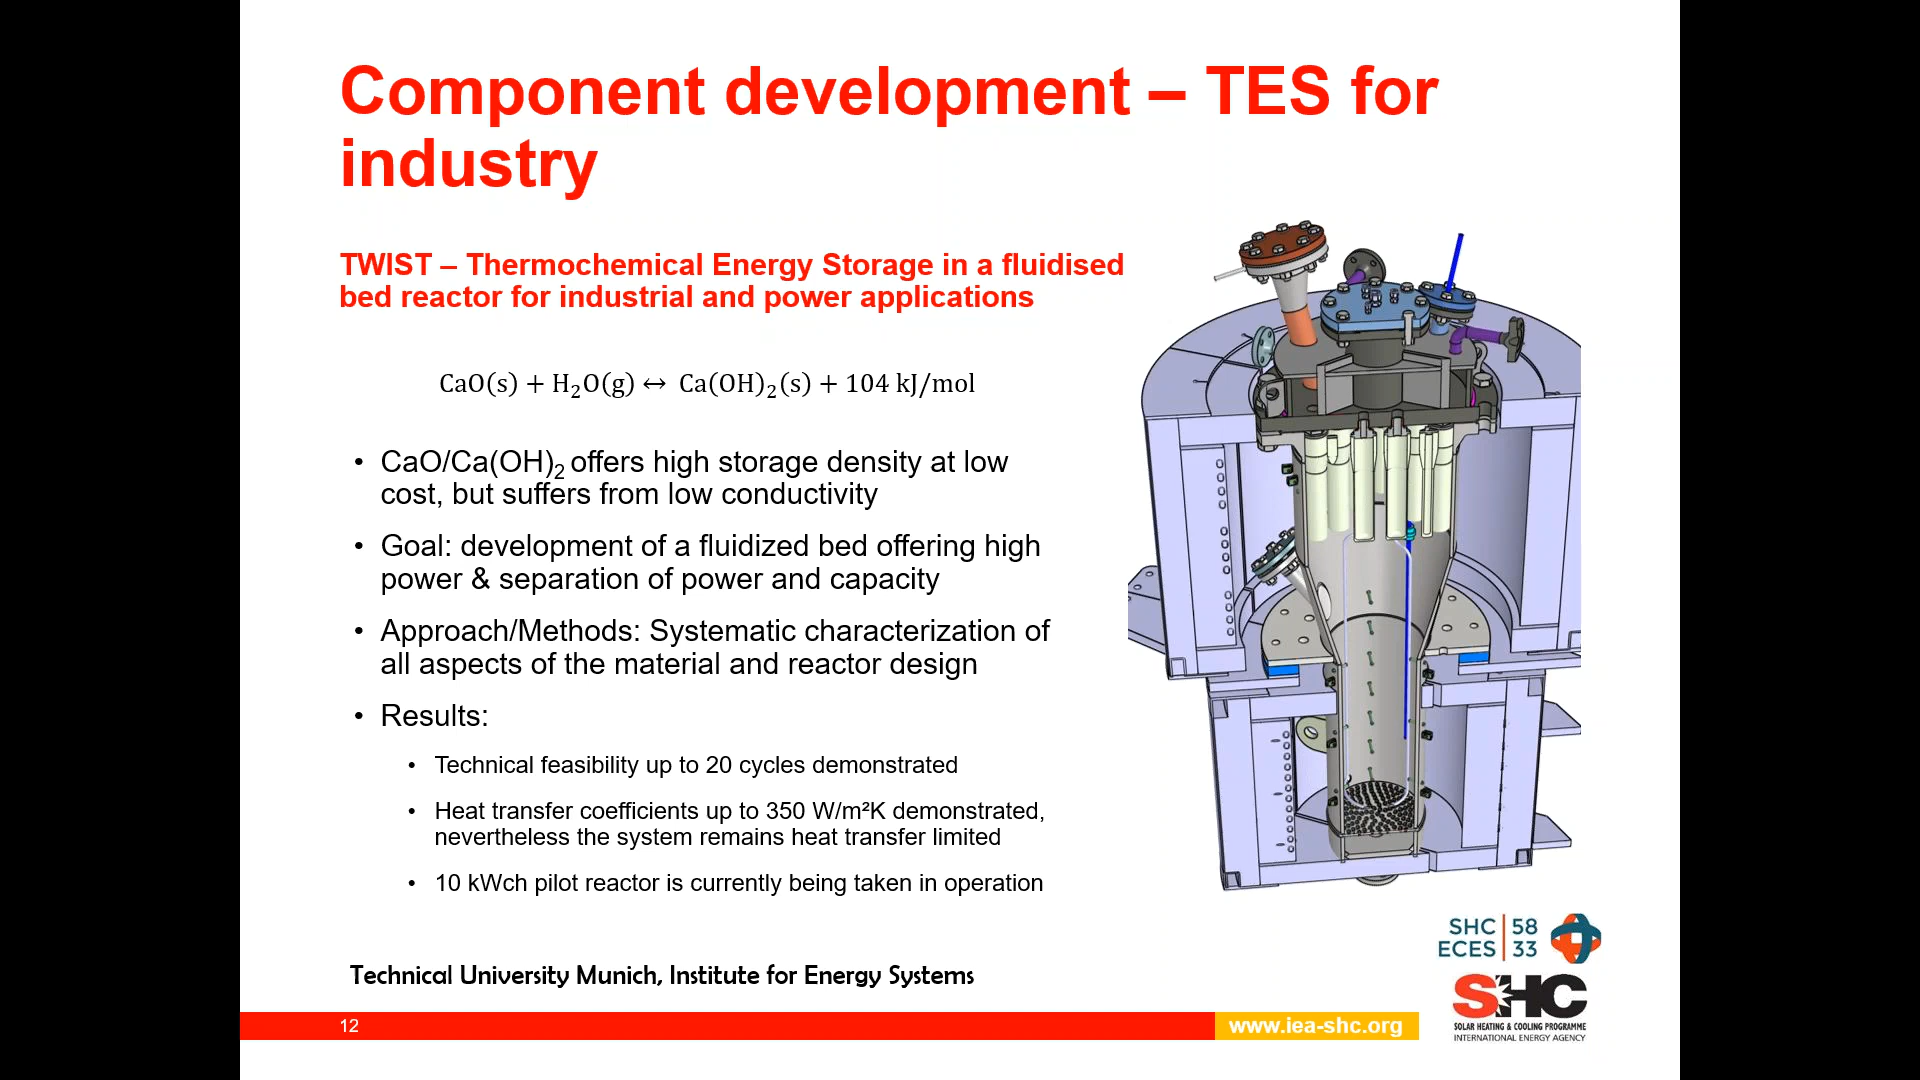 Component development – TES for
industry
TWIST – Thermochemical Energy Storage in a fluidised
bed reactor for industrial and power applications
CaO(s) + H₂O(g) ↔ Ca(OH)₂(s) + 104 kJ/mol
• CaO/Ca(OH)₂ offers high storage density at low
cost, but suffers from low conductivity
• Goal: development of a fluidized bed offering high
power & separation of power and capacity
• Approach/Methods: Systematic characterization of
all aspects of the material and reactor design
• Results:
• Technical feasibility up to 20 cycles demonstrated
• Heat transfer coefficients up to 350 W/m²K demonstrated,
nevertheless the system remains heat transfer limited
• 10 kWch pilot reactor is currently being taken in operation
Technical University Munich, Institute for Energy Systems
SHC | 58
ECES | 33
SHC
SOLAR HEATING & COOLING PROGRAMME
INTERNATIONAL ENERGY AGENCY
12
www.iea-shc.org